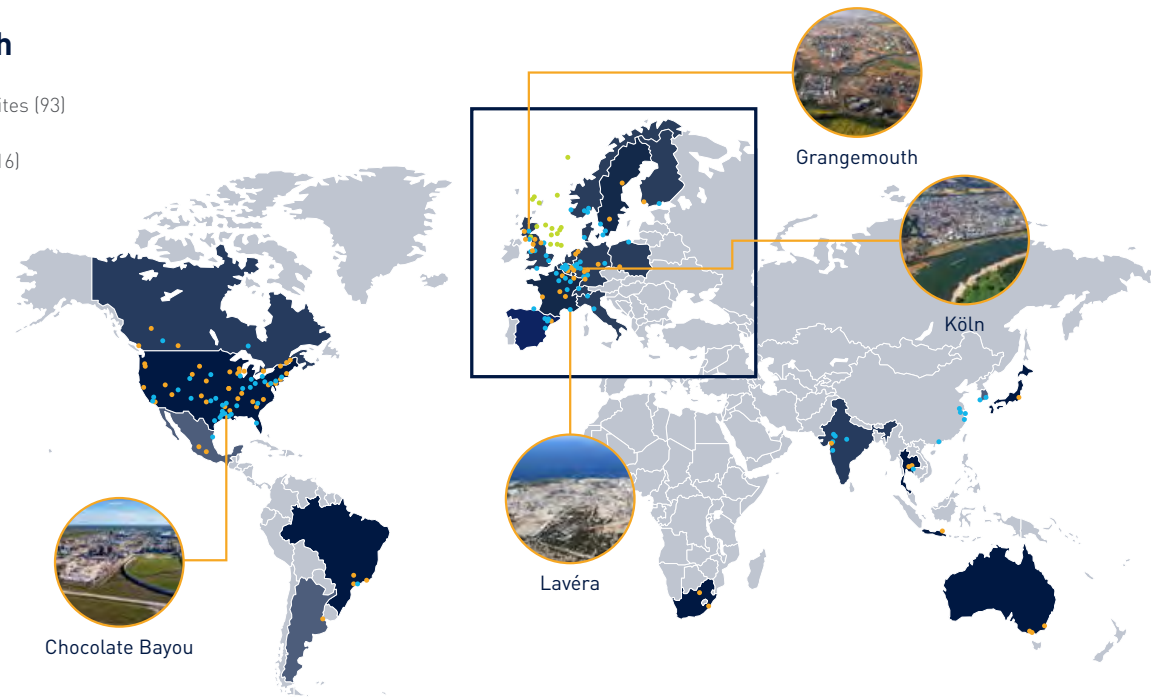 h
ites (93)
16)
Grangemouth
Köln
Lavéra
Chocolate Bayou